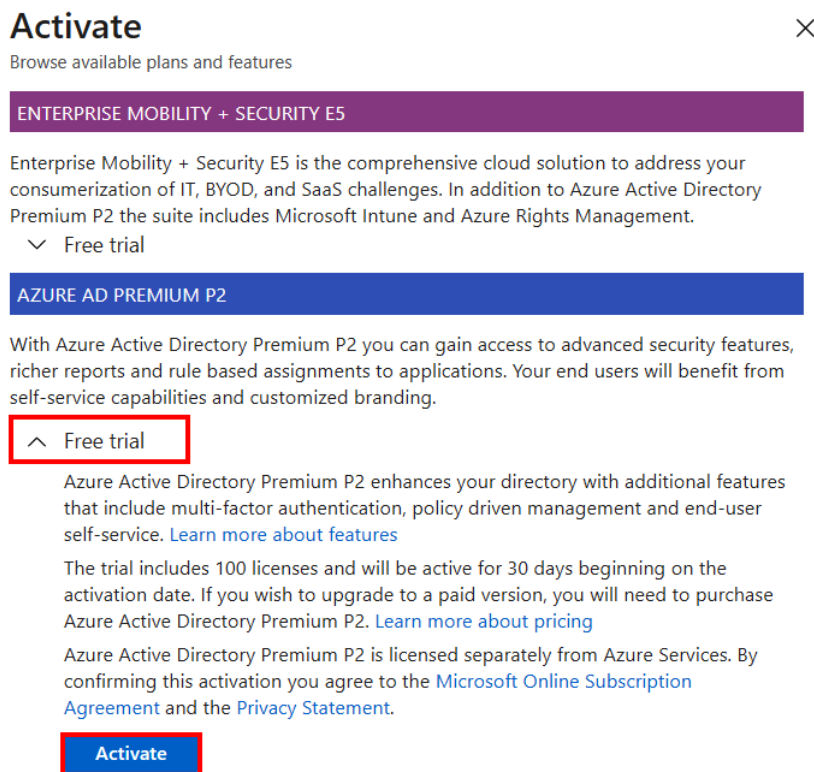 Activate
Browse available plans and features
ENTERPRISE MOBILITY + SECURITY E5
Enterprise Mobility + Security E5 is the comprehensive cloud solution to address your
consumerization of IT, BYOD, and SaaS challenges. In addition to Azure Active Directory
Premium P2 the suite includes Microsoft Intune and Azure Rights Management.
Free trial
AZURE AD PREMIUM P2
With Azure Active Directory Premium P2 you can gain access to advanced security features,
richer reports and rule based assignments to applications. Your end users will benefit from
self-service capabilities and customized branding.
Free trial
Azure Active Directory Premium P2 enhances your directory with additional features
that include multi-factor authentication, policy driven management and end-user
self-service. Learn more about features
The trial includes 100 licenses and will be active for 30 days beginning on the
activation date. If you wish to upgrade to a paid version, you will need to purchase
Azure Active Directory Premium P2. Learn more about pricing
Azure Active Directory Premium P2 is licensed separately from Azure Services. By
confirming this activation you agree to the Microsoft Online Subscription
Agreement and the Privacy Statement.
Activate